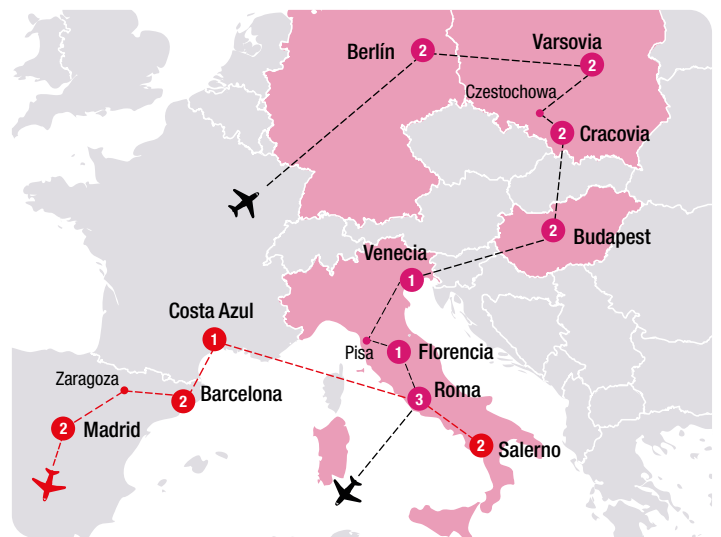 Berlín
2
Varsovia
2
Czestochowa
2
Cracovia
2
Budapest
Venecia
1
Costa Azul
1
Pisa
1
Florencia
Zaragoza
2
Barcelona
3
Roma
2
Madrid
2
Salerno